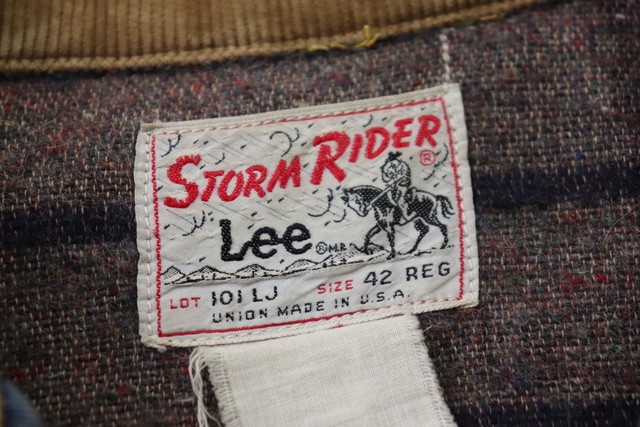 STORM RIDER ®
Lee ® M.R.
LOT 101 LJ SIZE 42 REG
UNION MADE IN U.S.A.